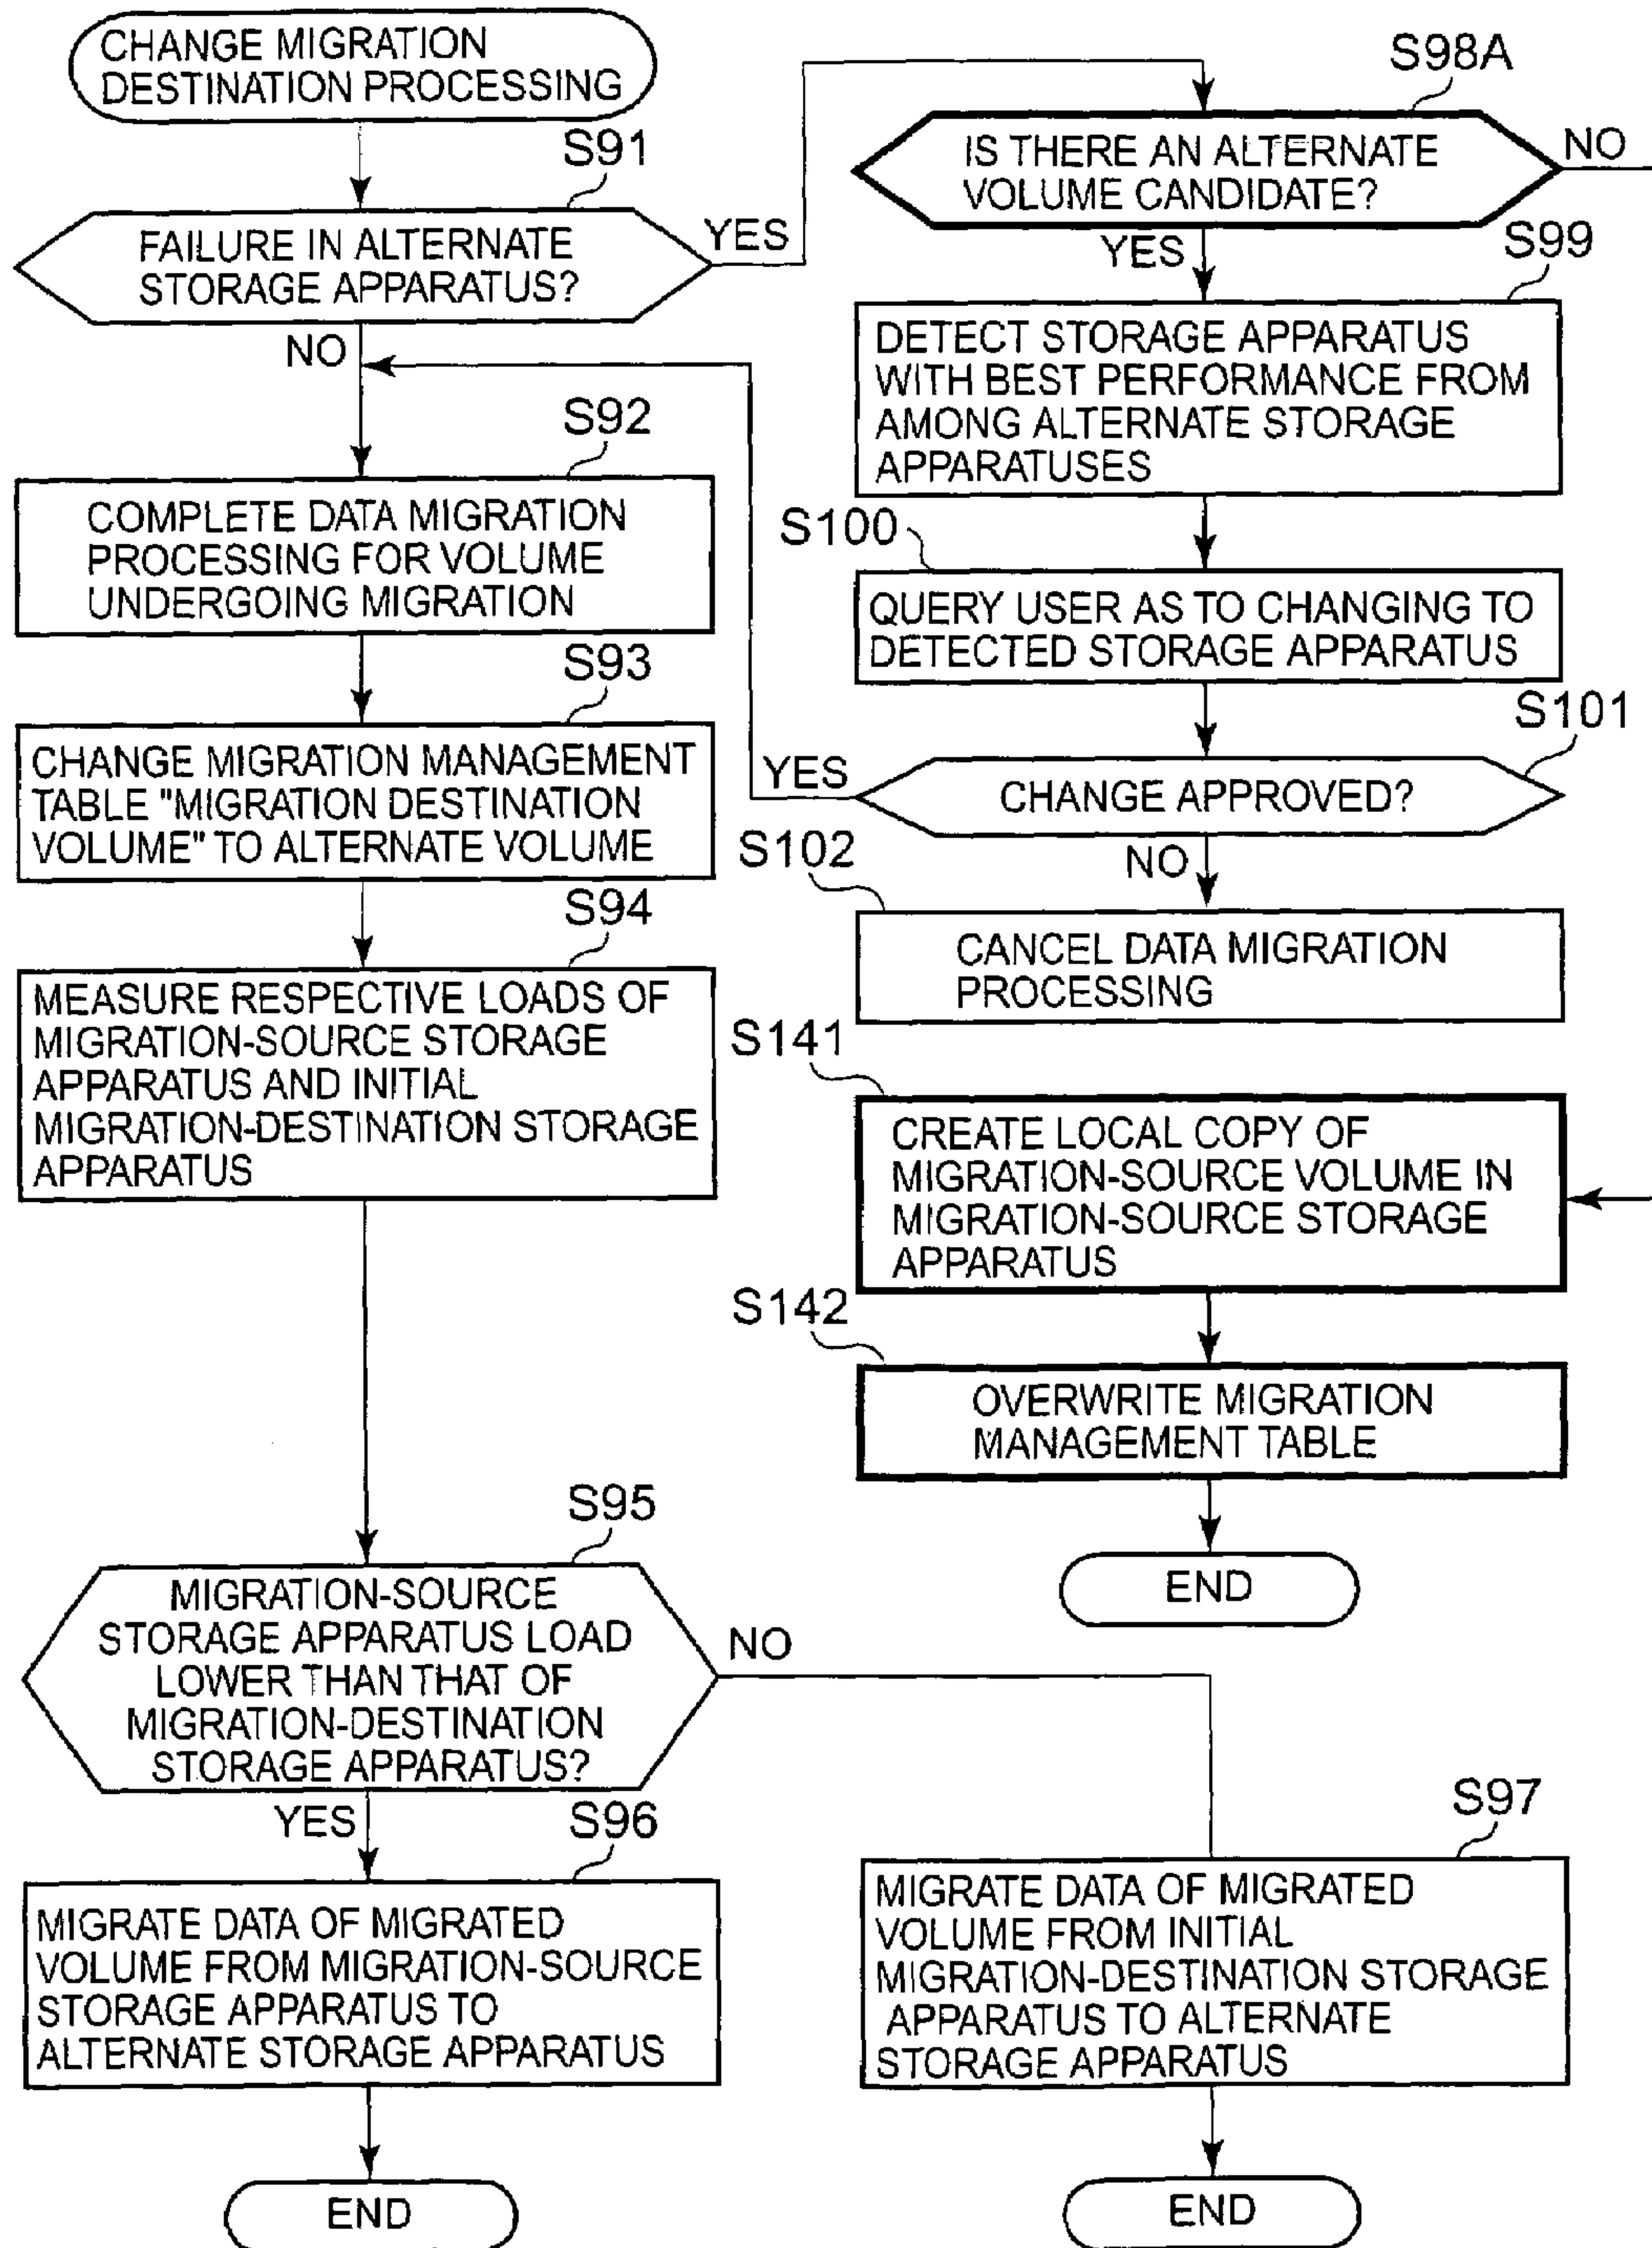 CHANGE MIGRATION
DESTINATION PROCESSING
S91
FAILURE IN ALTERNATE
STORAGE APPARATUS?
YES
NO
S92
COMPLETE DATA MIGRATION
PROCESSING FOR VOLUME
UNDERGOING MIGRATION
S93
CHANGE MIGRATION MANAGEMENT
TABLE "MIGRATION DESTINATION
VOLUME" TO ALTERNATE VOLUME
S94
MEASURE RESPECTIVE LOADS OF
MIGRATION-SOURCE STORAGE
APPARATUS AND INITIAL
MIGRATION-DESTINATION STORAGE
APPARATUS
S95
MIGRATION-SOURCE
STORAGE APPARATUS LOAD
LOWER THAN THAT OF
MIGRATION-DESTINATION
STORAGE APPARATUS?
NO
YES
S96
MIGRATE DATA OF MIGRATED
VOLUME FROM MIGRATION-SOURCE
STORAGE APPARATUS TO
ALTERNATE STORAGE APPARATUS
END
S98A
IS THERE AN ALTERNATE
VOLUME CANDIDATE?
NO
YES
S99
DETECT STORAGE APPARATUS
WITH BEST PERFORMANCE FROM
AMONG ALTERNATE STORAGE
APPARATUSES
S100
QUERY USER AS TO CHANGING TO
DETECTED STORAGE APPARATUS
S101
CHANGE APPROVED?
YES
NO
S102
CANCEL DATA MIGRATION
PROCESSING
S141
CREATE LOCAL COPY OF
MIGRATION-SOURCE VOLUME IN
MIGRATION-SOURCE STORAGE
APPARATUS
S142
OVERWRITE MIGRATION
MANAGEMENT TABLE
END
S97
MIGRATE DATA OF MIGRATED
VOLUME FROM INITIAL
MIGRATION-DESTINATION STORAGE
APPARATUS TO ALTERNATE
STORAGE APPARATUS
END